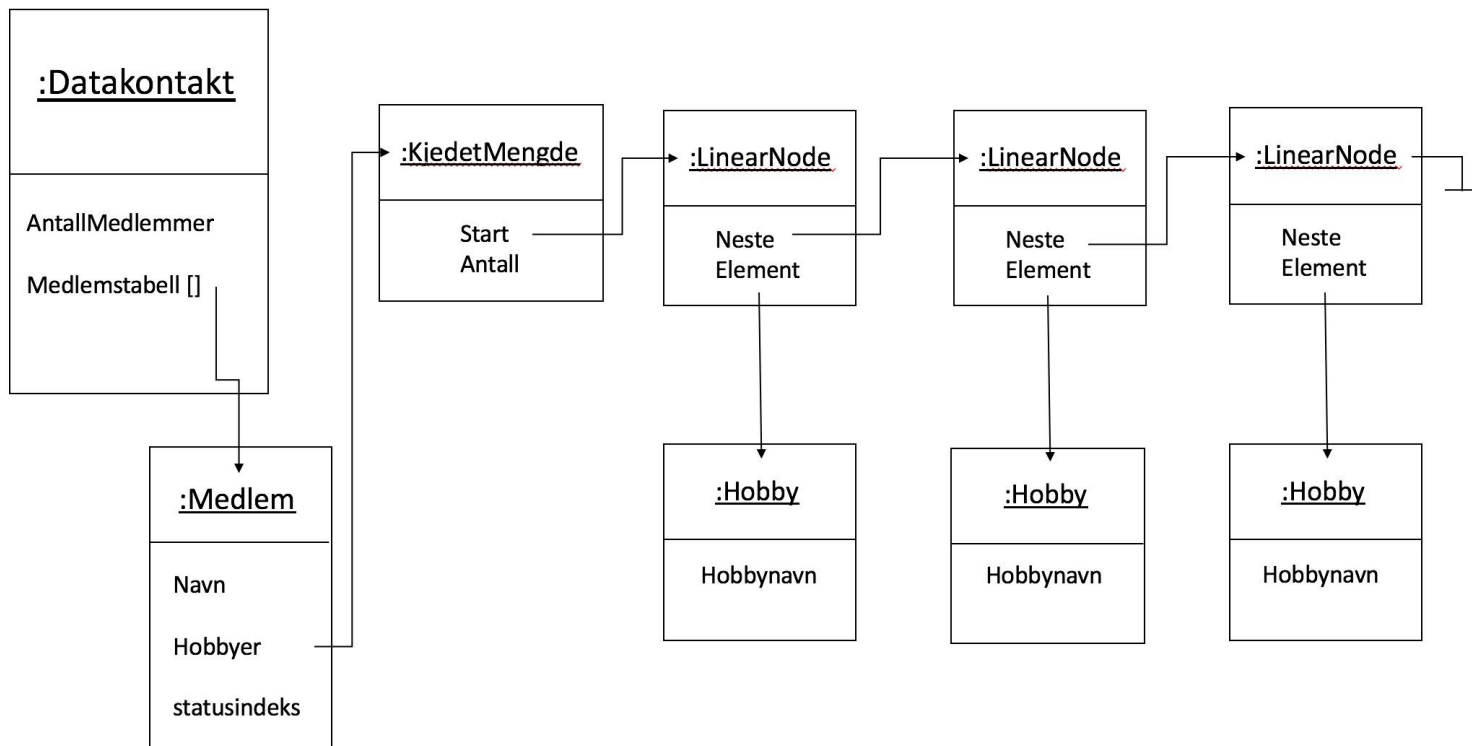 :Datakontakt
AntallMedlemmer
Medlemstabell []
:Medlem
Navn
Hobbyer
statusindeks
:KjedetMengde
Start
Antall
:LinearNode
Neste
Element
:LinearNode
Neste
Element
:LinearNode
Neste
Element
:Hobby
Hobbynavn
:Hobby
Hobbynavn
:Hobby
Hobbynavn